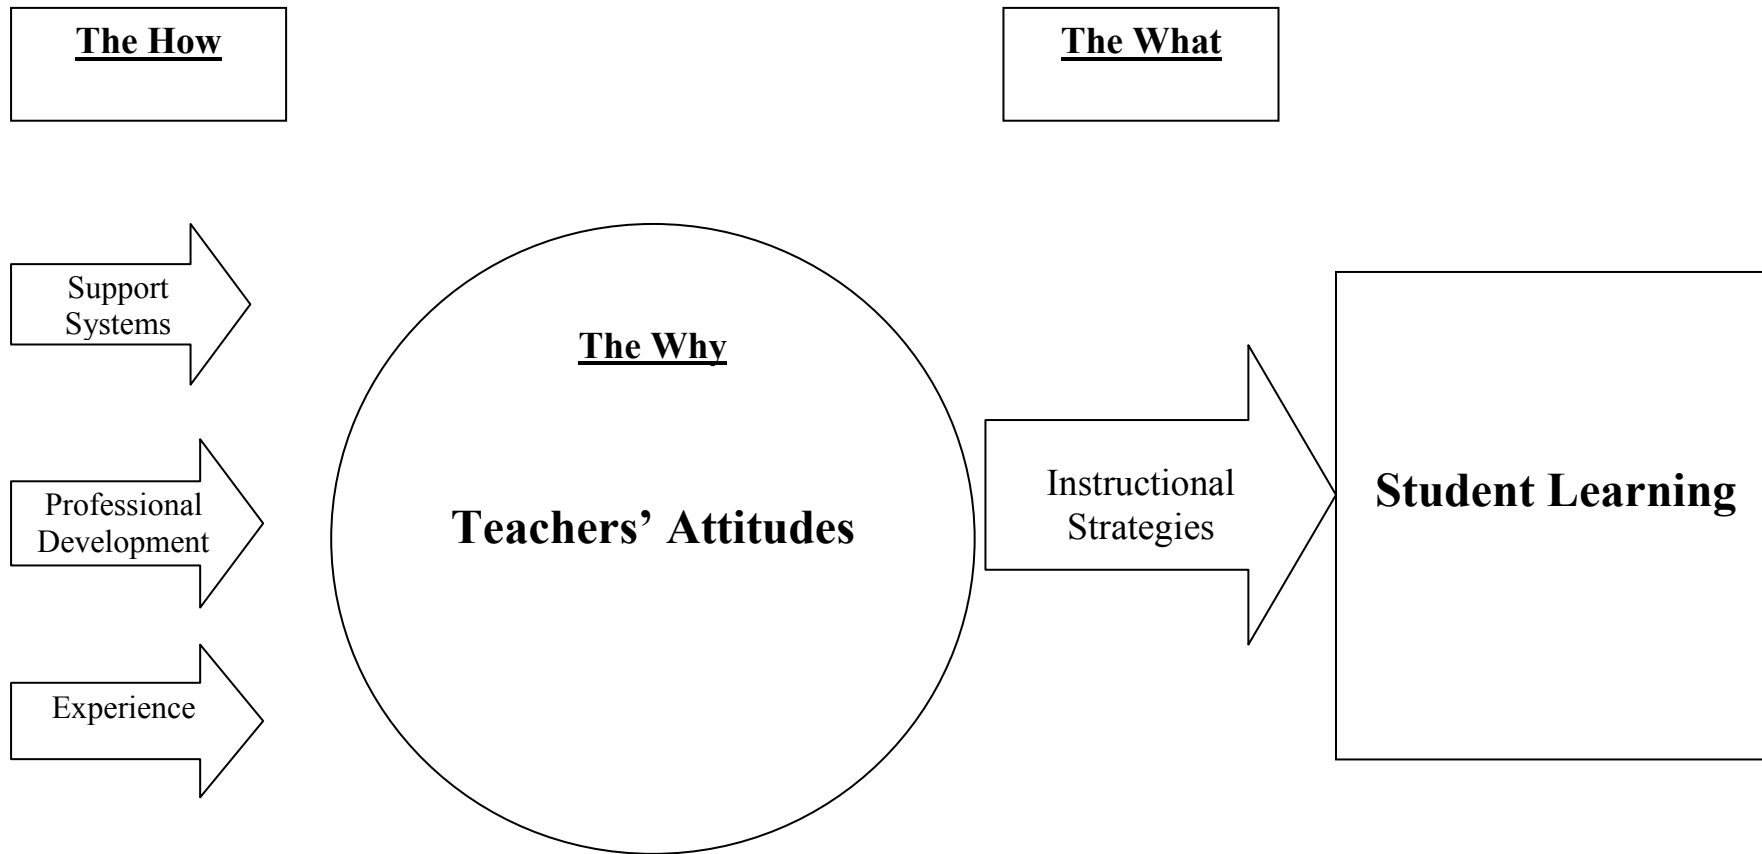 The How
The What
Support
Systems
The Why
Professional
Development
Teachers’ Attitudes
Instructional
Strategies
Student Learning
Experience